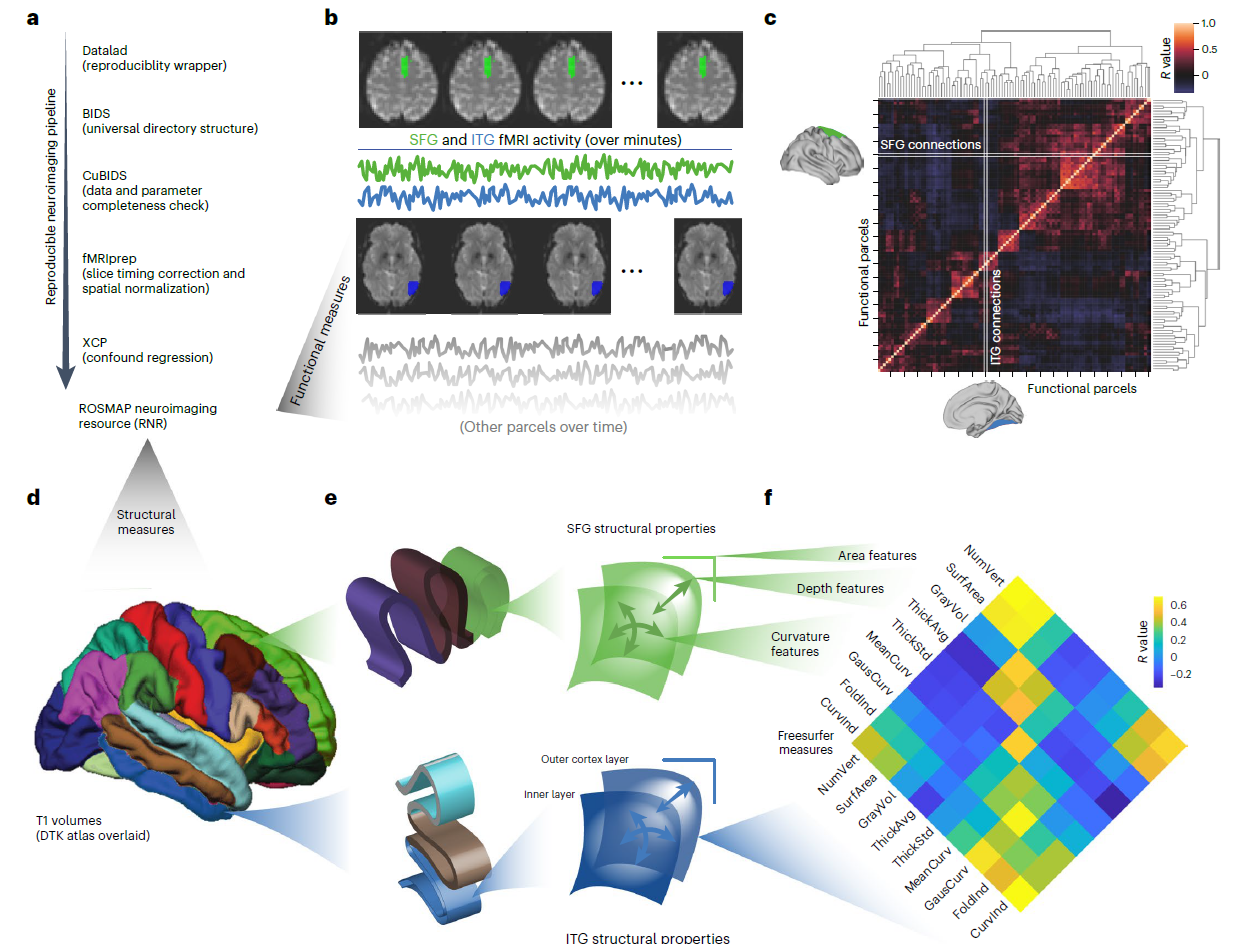 a
Reproducible neuroimaging pipeline
Datalad
(reproduciblity wrapper)
BIDS
(universal directory structure)
CuBIDS
(data and parameter
completeness check)
fMRIprep
(slice timing correction and
spatial normalization)
XCP
(confound regression)
ROSMAP neuroimaging
resource (RNR)
Structural
measures
Functional measures
b
...
SFG and ITG fMRI activity (over minutes)
...
(Other parcels over time)
c
R value
1.0
0.5
0
SFG connections
ITG connections
Functional parcels
Functional parcels
d
T1 volumes
(DTK atlas overlaid)
e
SFG structural properties
Area features
Depth features
Curvature
features
Outer cortex layer
Inner layer
ITG structural properties
f
NumVert
SurfArea
GrayVol
ThickAvg
ThickStd
MeanCurv
GausCurv
FoldInd
CurvInd
Freesurfer
measures
NumVert
SurfArea
GrayVol
ThickAvg
ThickStd
MeanCurv
GausCurv
FoldInd
CurvInd
R value
0.6
0.4
0.2
0
−0.2